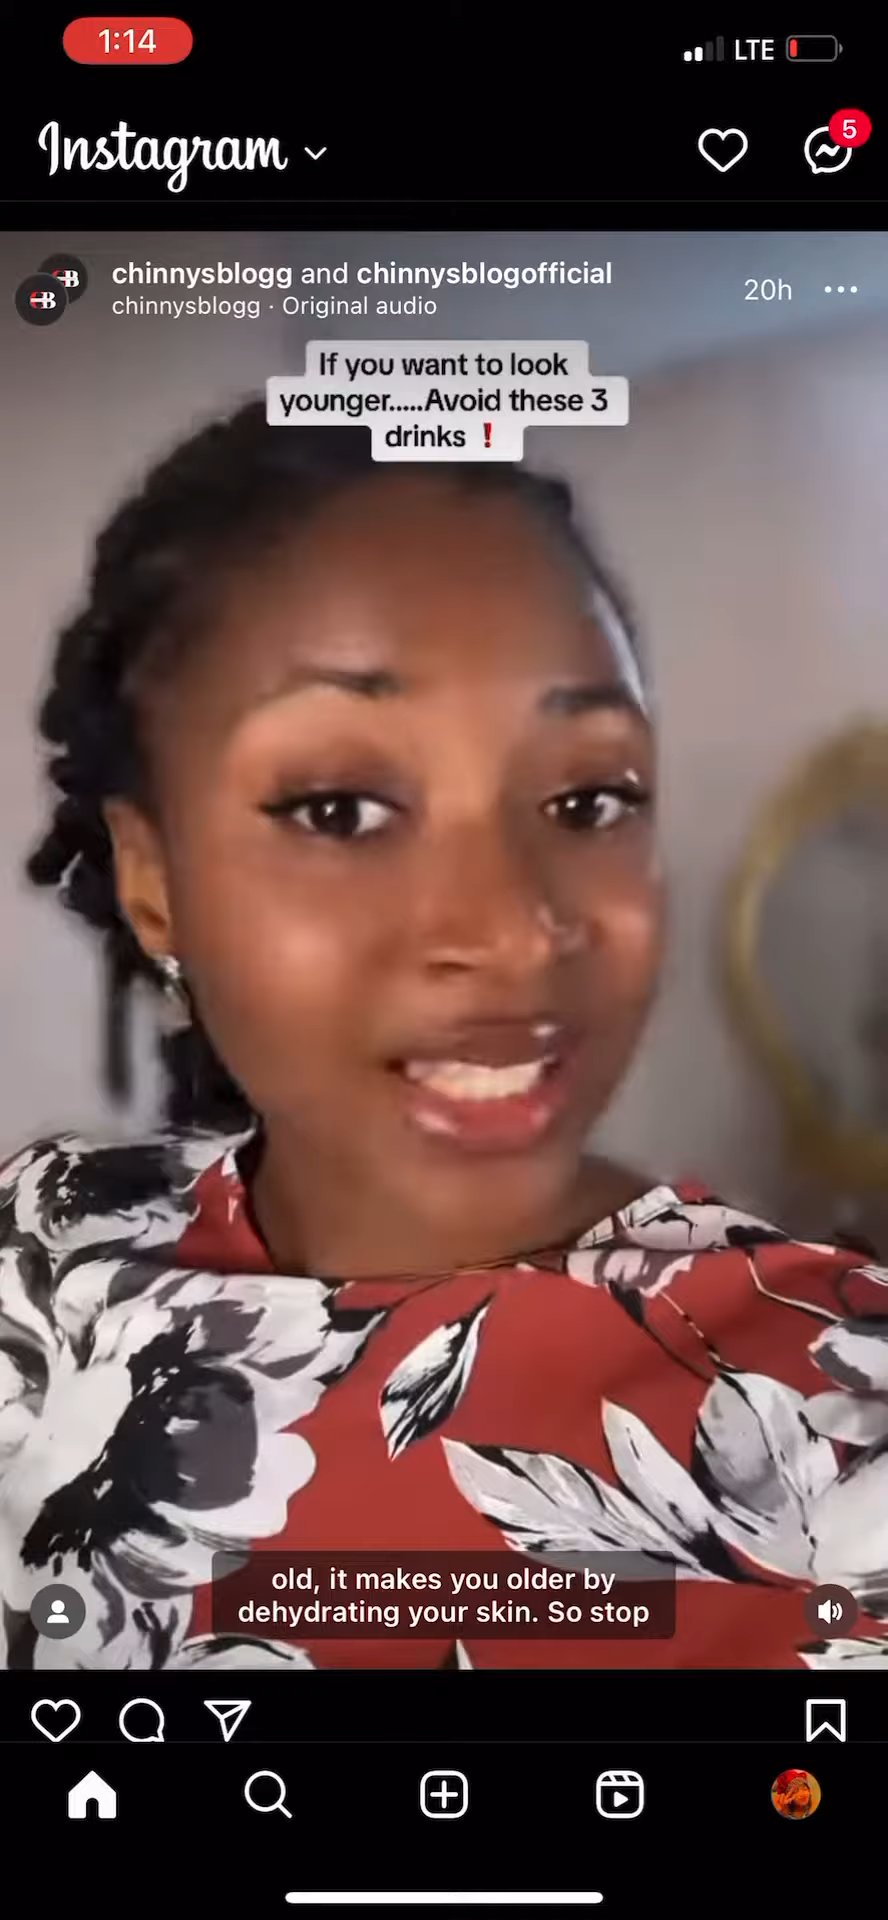 1:14
LTE
Instagram
5
chinnysblogg and chinnysblogofficial
chinnysblogg · Original audio
20h
If you want to look
younger.....Avoid these 3
drinks❗
old, it makes you older by
dehydrating your skin. So stop